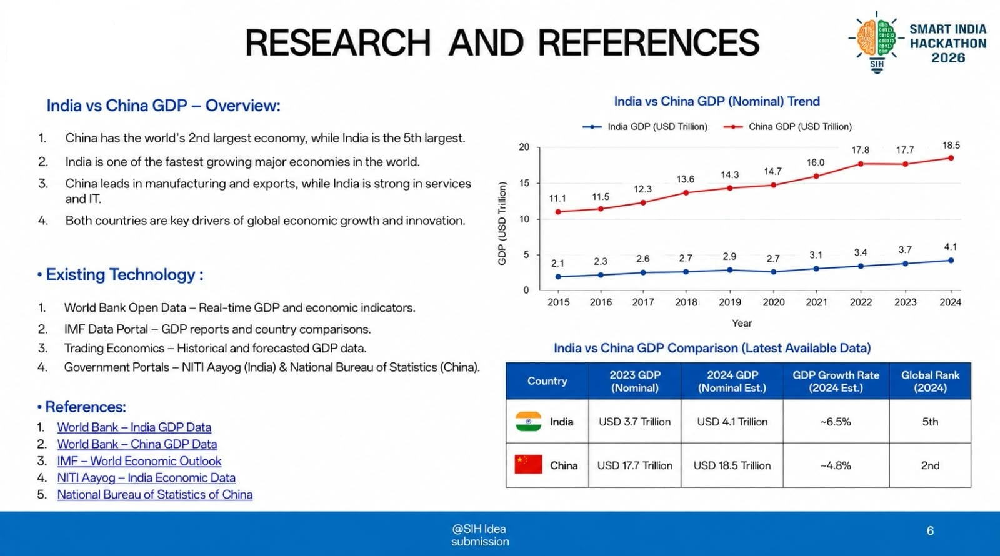 RESEARCH AND REFERENCES
SMART INDIA
HACKATHON
2026
SIH
India vs China GDP – Overview:
1. China has the world's 2nd largest economy, while India is the 5th largest.
2. India is one of the fastest growing major economies in the world.
3. China leads in manufacturing and exports, while India is strong in services
and IT.
4. Both countries are key drivers of global economic growth and innovation.
• Existing Technology :
1. World Bank Open Data – Real-time GDP and economic indicators.
2. IMF Data Portal – GDP reports and country comparisons.
3. Trading Economics – Historical and forecasted GDP data.
4. Government Portals – NITI Aayog (India) & National Bureau of Statistics (China).
• References:
1. World Bank – India GDP Data
2. World Bank – China GDP Data
3. IMF – World Economic Outlook
4. NITI Aayog – India Economic Data
5. National Bureau of Statistics of China
India vs China GDP (Nominal) Trend
India GDP (USD Trillion) China GDP (USD Trillion)
GDP (USD Trillion)
20
15
10
5
0
11.1 11.5 12.3 13.6 14.3 14.7 16.0 17.8 17.7 18.5
2.1 2.3 2.6 2.7 2.9 2.7 3.1 3.4 3.7 4.1
2015 2016 2017 2018 2019 2020 2021 2022 2023 2024
Year
India vs China GDP Comparison (Latest Available Data)
Country 2023 GDP (Nominal) 2024 GDP (Nominal Est.) GDP Growth Rate (2024 Est.) Global Rank (2024)
India USD 3.7 Trillion USD 4.1 Trillion ~6.5% 5th
China USD 17.7 Trillion USD 18.5 Trillion ~4.8% 2nd
@SIH Idea
submission
6